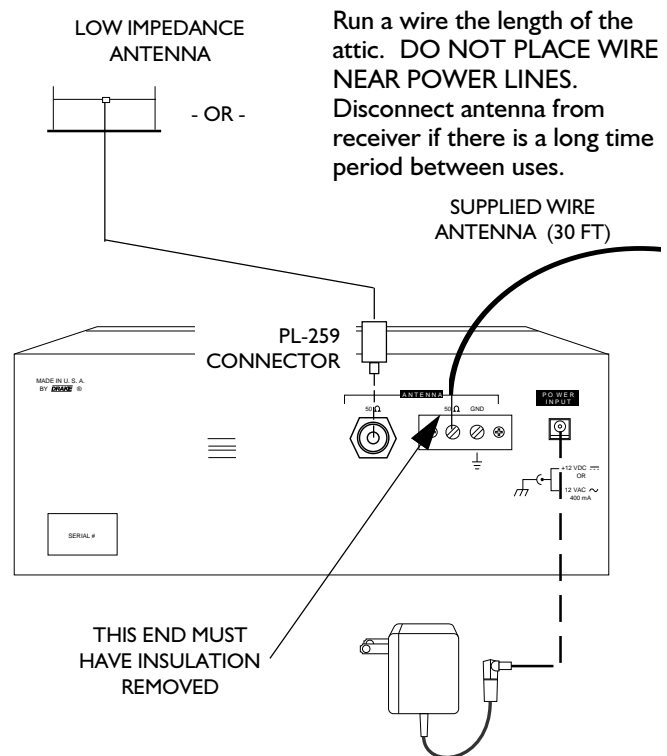 LOW IMPEDANCE
ANTENNA
- OR -
Run a wire the length of the
attic. DO NOT PLACE WIRE
NEAR POWER LINES.
Disconnect antenna from
receiver if there is a long time
period between uses.
SUPPLIED WIRE
ANTENNA (30 FT)
PL-259
CONNECTOR
MADE IN U. S. A.
BY DRAKE ®
ANTENNA
50 Ω
50 Ω GND
POWER
INPUT
+12 VDC
OR
12 VAC
400 mA
SERIAL #
THIS END MUST
HAVE INSULATION
REMOVED